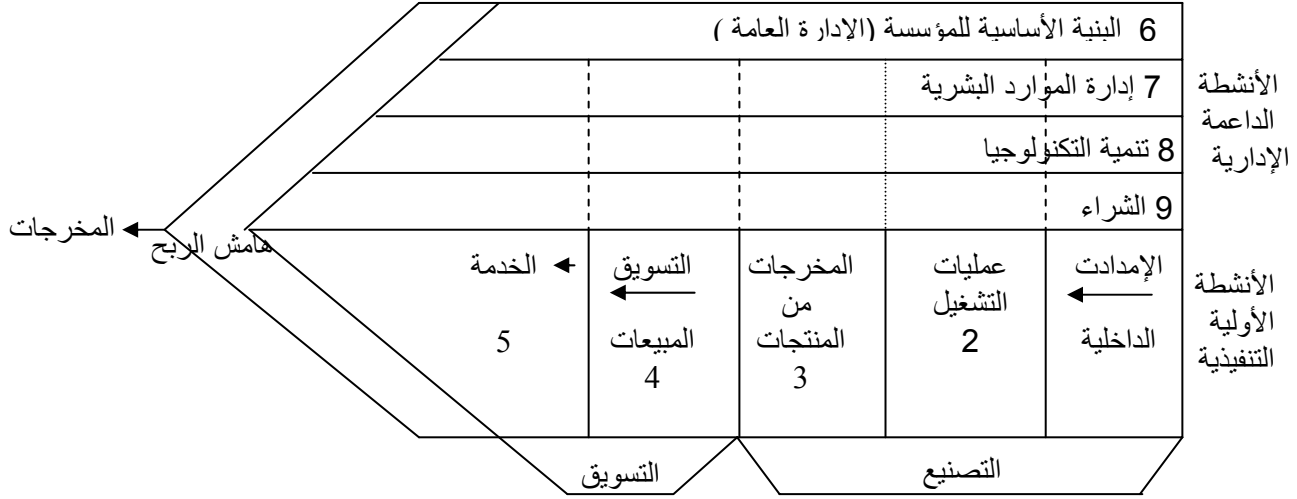 6 البنية الأساسية للمؤسسة (الإدارة العامة )
7 إدارة الموارد البشرية
8 تنمية التكنولوجيا
9 الشراء
الأنشطة
الداعمة
الإدارية
الإمدادت
الداخلية
عمليات
التشغيل
2
المخرجات
من
المنتجات
3
التسويق
المبيعات
4
الخدمة
5
الأنشطة
الأولية
التنفيذية
هامش الربح
المخرجات
التصنيع
التسويق